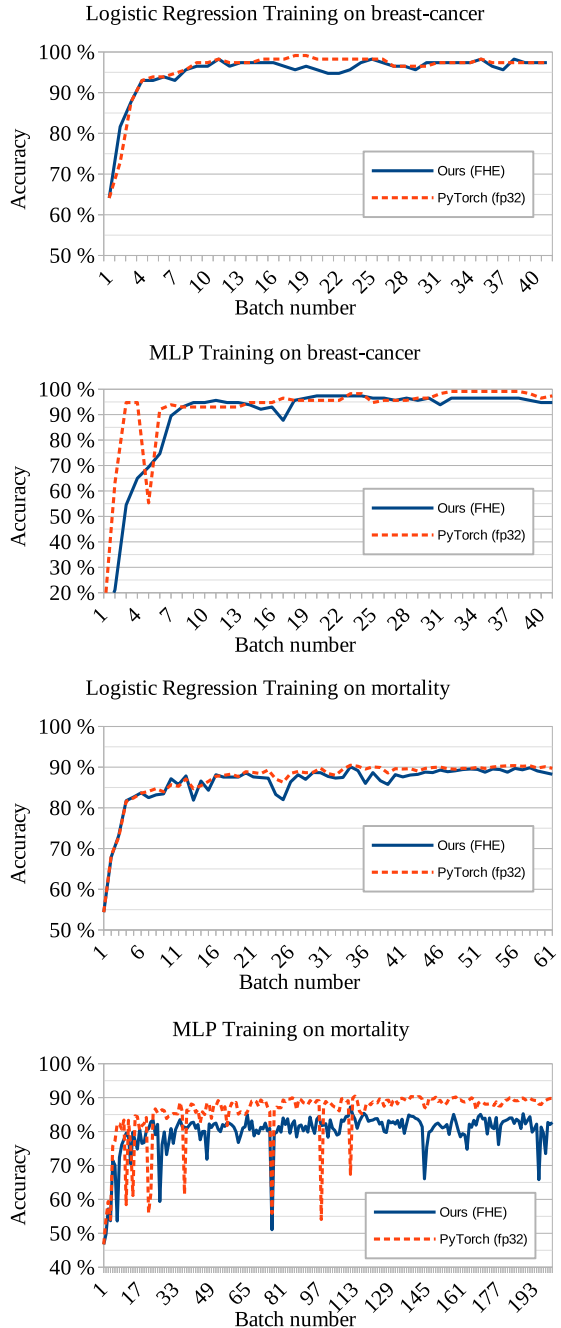 Logistic Regression Training on breast-cancer
100 %
90 %
80 %
70 %
60 %
50 %
Accuracy
Ours (FHE)
PyTorch (fp32)
1 4 7 10 13 16 19 22 25 28 31 34 37 40
Batch number
MLP Training on breast-cancer
100 %
90 %
80 %
70 %
60 %
50 %
40 %
30 %
20 %
Accuracy
Ours (FHE)
PyTorch (fp32)
1 4 7 10 13 16 19 22 25 28 31 34 37 40
Batch number
Logistic Regression Training on mortality
100 %
90 %
80 %
70 %
60 %
50 %
Accuracy
Ours (FHE)
PyTorch (fp32)
1 6 11 16 21 26 31 36 41 46 51 56 61
Batch number
MLP Training on mortality
100 %
90 %
80 %
70 %
60 %
50 %
40 %
Accuracy
Ours (FHE)
PyTorch (fp32)
1 17 33 49 65 81 97 113 129 145 161 177 193
Batch number